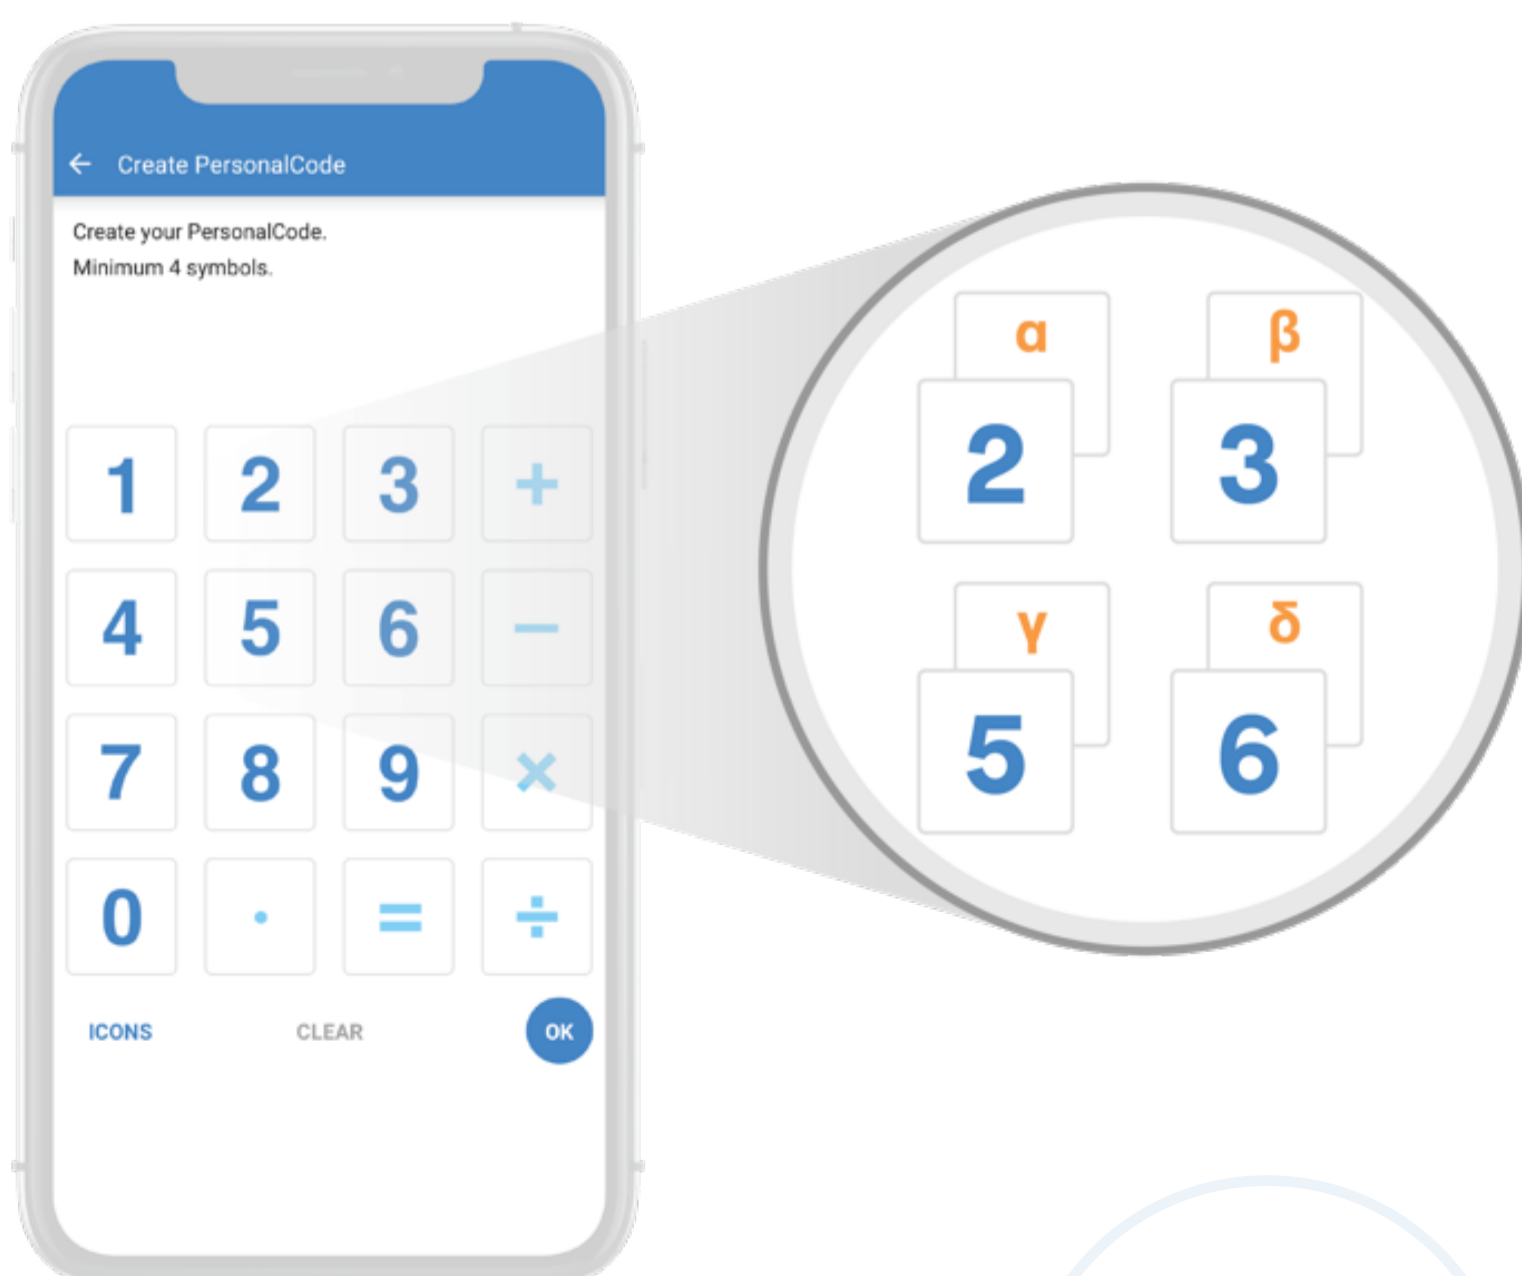 ← Create PersonalCode
Create your PersonalCode.
Minimum 4 symbols.
1 2 3 +
4 5 6 −
7 8 9 ×
0 · = ÷
ICONS CLEAR OK
α β
2 3
γ δ
5 6